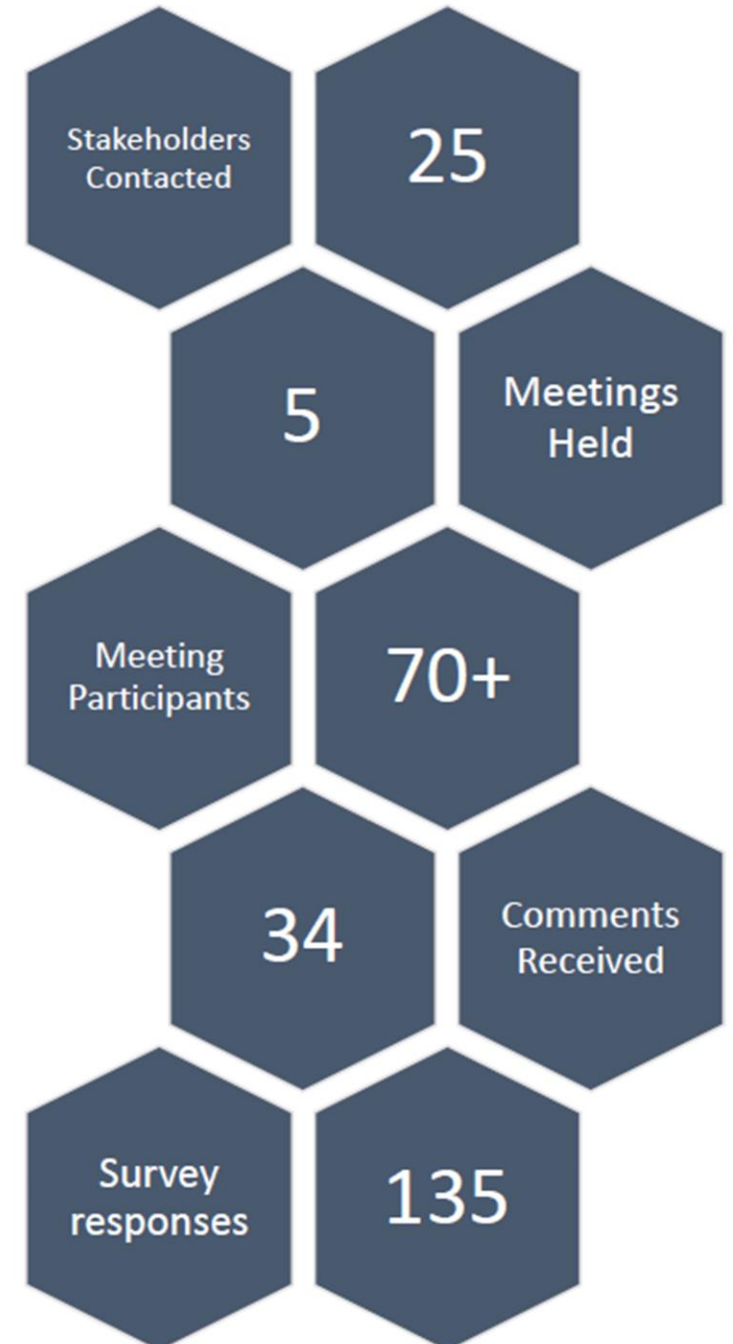 Stakeholders
Contacted
25
5
Meetings
Held
Meeting
Participants
70+
34
Comments
Received
Survey
responses
135